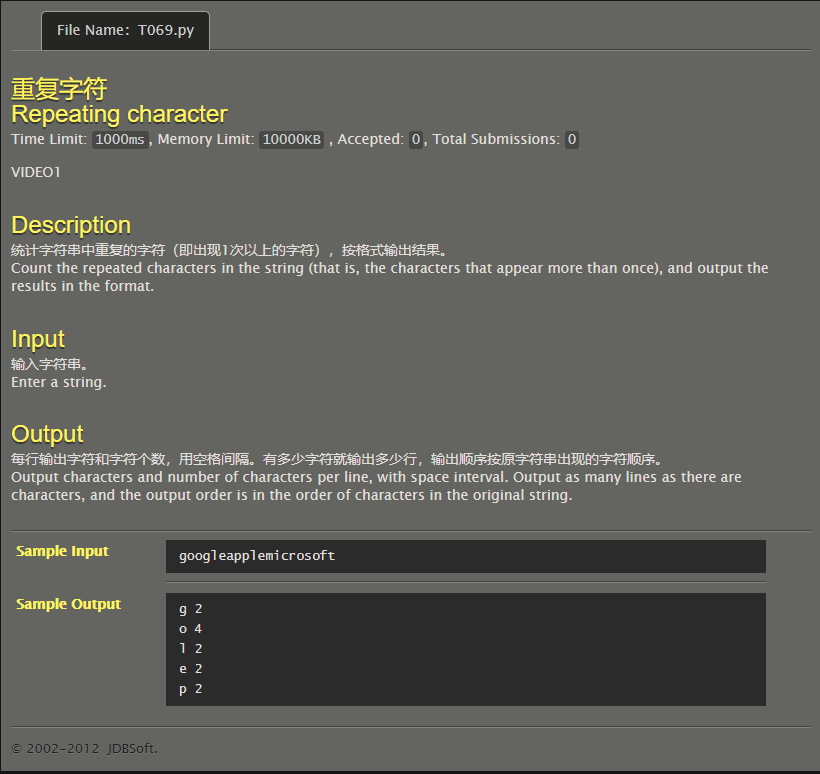 File Name: T069.py
重复字符
Repeating character
Time Limit: 1000ms, Memory Limit: 10000KB , Accepted: 0, Total Submissions: 0
VIDEO1
Description
统计字符串中重复的字符（即出现1次以上的字符），按格式输出结果。
Count the repeated characters in the string (that is, the characters that appear more than once), and output the
results in the format.
Input
输入字符串。
Enter a string.
Output
每行输出字符和字符个数，用空格间隔。有多少字符就输出多少行，输出顺序按原字符串出现的字符顺序。
Output characters and number of characters per line, with space interval. Output as many lines as there are
characters, and the output order is in the order of characters in the original string.
Sample Input
googleapplemicrosoft
Sample Output
g 2
o 4
l 2
e 2
p 2
© 2002-2012 JDBSoft.